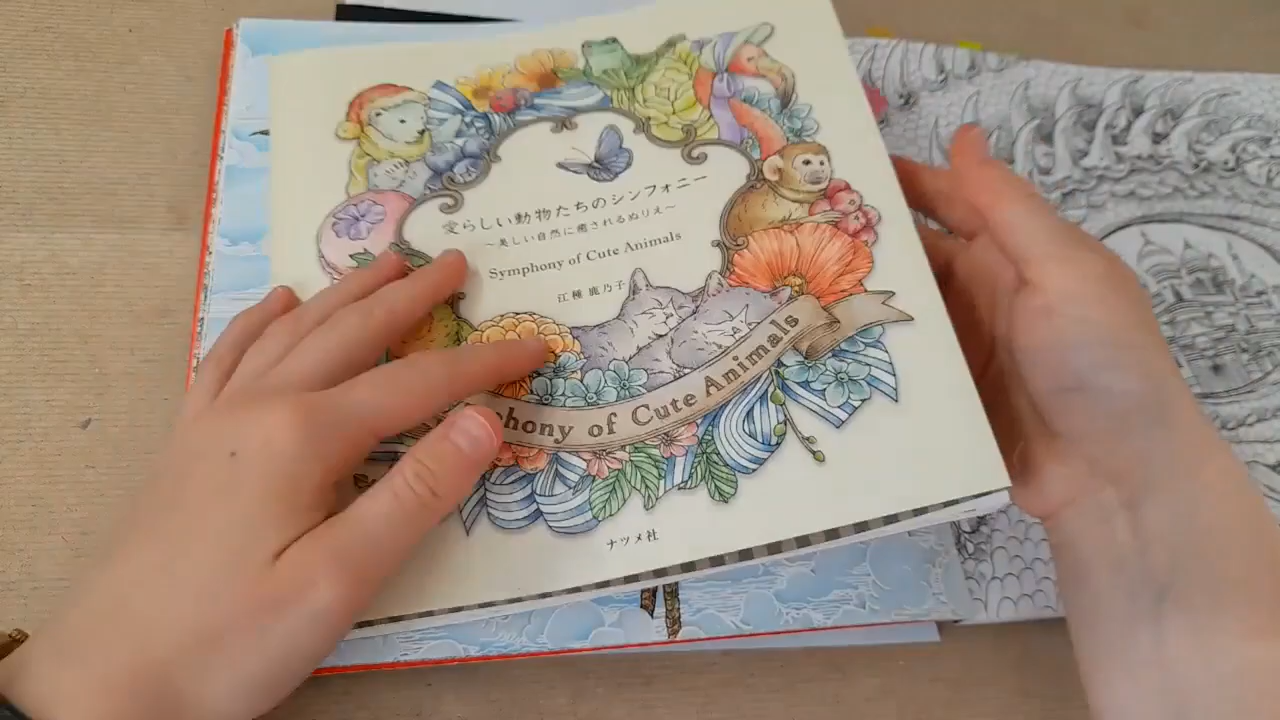 愛らしい動物たちのシンフォニー
~美しい自然に癒されるぬりえ~
Symphony of Cute Animals
江種 鹿乃子
phony of Cute Animals
ナツメ社